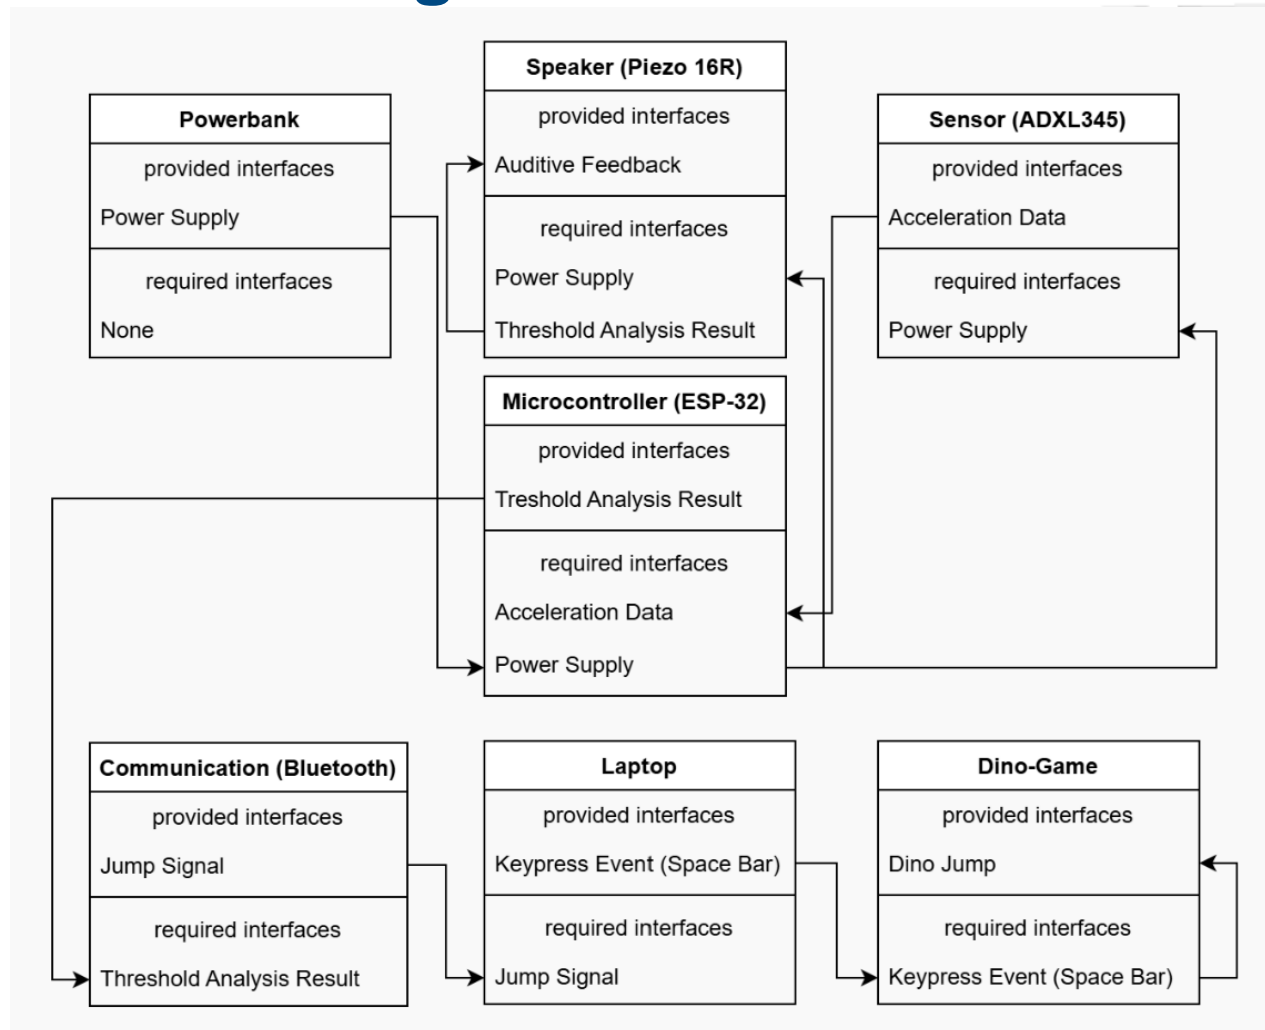 Speaker (Piezo 16R)
provided interfaces
Auditive Feedback
required interfaces
Power Supply
Threshold Analysis Result
Powerbank
provided interfaces
Power Supply
required interfaces
None
Sensor (ADXL345)
provided interfaces
Acceleration Data
required interfaces
Power Supply
Microcontroller (ESP-32)
provided interfaces
Treshold Analysis Result
required interfaces
Acceleration Data
Power Supply
Communication (Bluetooth)
provided interfaces
Jump Signal
required interfaces
Threshold Analysis Result
Laptop
provided interfaces
Keypress Event (Space Bar)
required interfaces
Jump Signal
Dino-Game
provided interfaces
Dino Jump
required interfaces
Keypress Event (Space Bar)